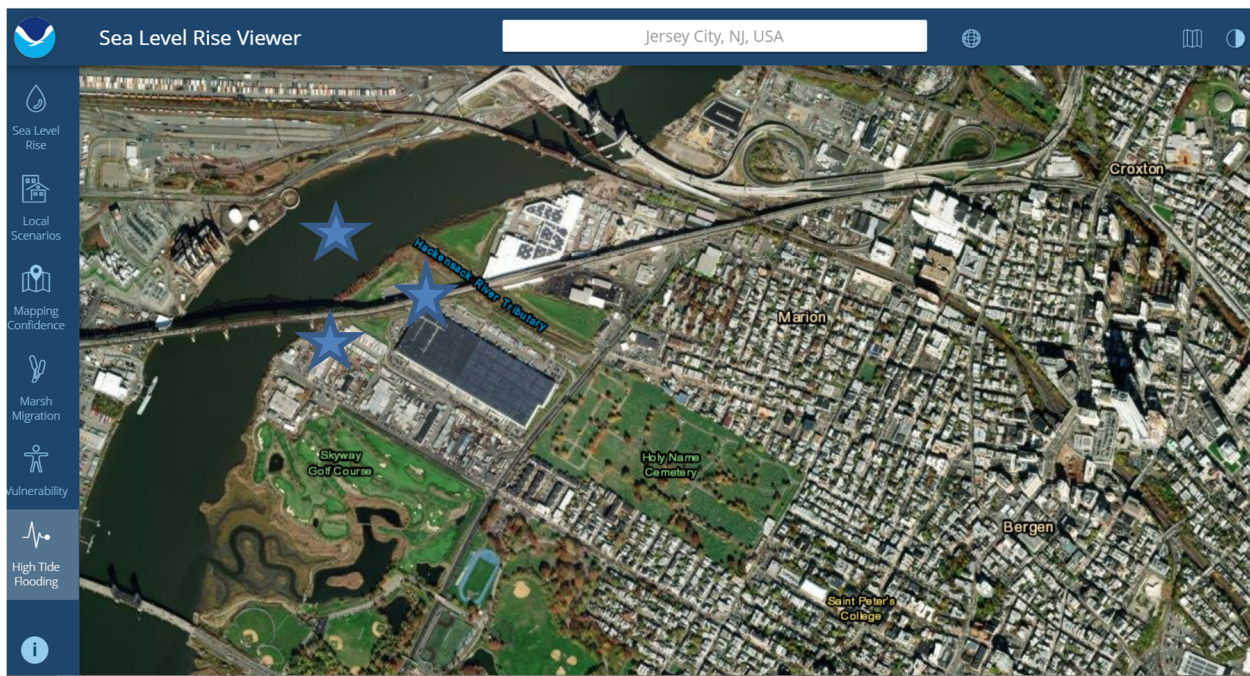 Sea Level Rise Viewer
Jersey City, NJ, USA
Sea Level
Rise
Local
Scenarios
Mapping
Confidence
Marsh
Migration
Vulnerability
High Tide
Flooding
i
Croxton
Hackensack River Tributary
Marion
Skyway
Golf Course
Holy Name
Cemetery
Bergen
Saint Peter's
College